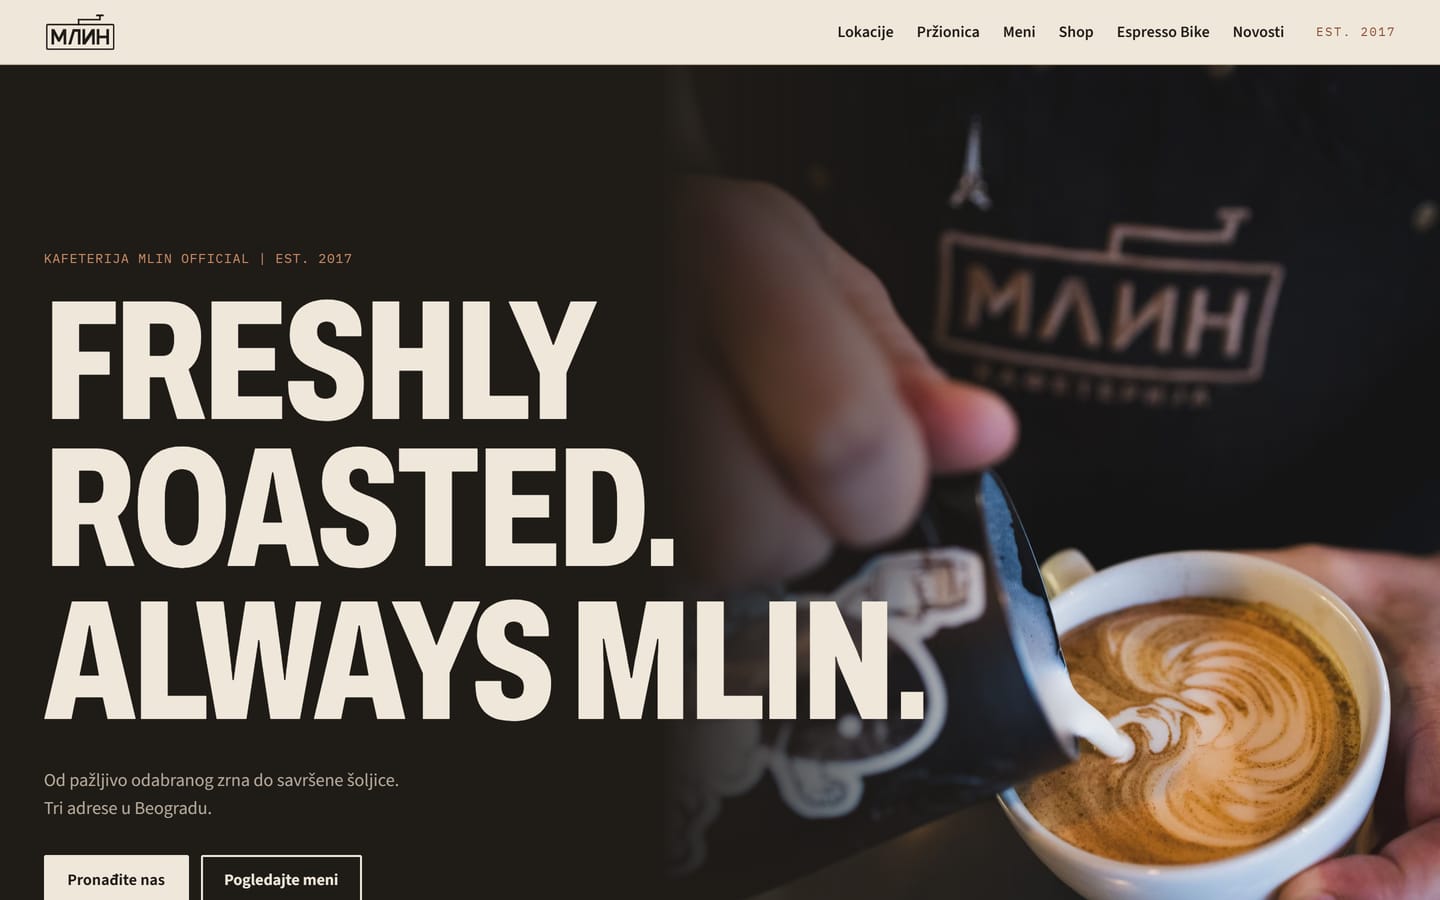 МЛИН
Lokacije Pržionica Meni Shop Espresso Bike Novosti EST. 2017
KAFETERIJA MLIN OFFICIAL | EST. 2017
FRESHLY
ROASTED.
ALWAYS MLIN.
МЛИН
Od pažljivo odabranog zrna do savršene šoljice.
Tri adrese u Beogradu.
Pronađite nas Pogledajte meni